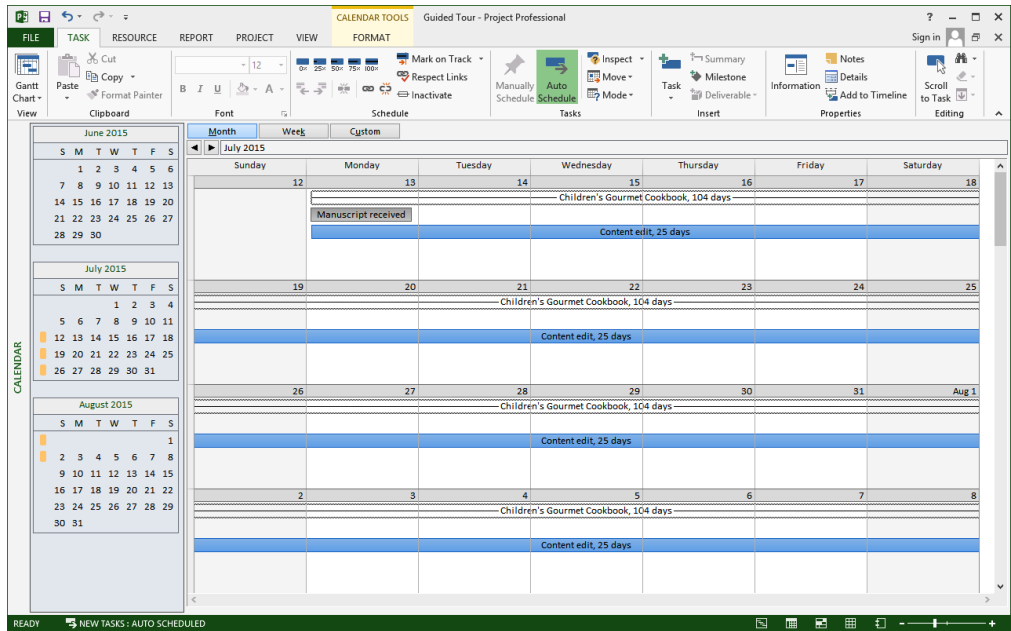 CALENDAR TOOLS Guided Tour - Project Professional ?
FILE TASK RESOURCE REPORT PROJECT VIEW FORMAT Sign in
Gantt Chart
View
Paste
Cut
Copy
Format Painter
Clipboard
12
B I U A
Font
0× 25× 50× 75× 100×
Mark on Track
Respect Links
Inactivate
Schedule
Manually Schedule
Auto Schedule
Inspect
Move
Mode
Tasks
Task
Summary
Milestone
Deliverable
Insert
Information
Notes
Details
Add to Timeline
Properties
Scroll to Task
Editing
CALENDAR
June 2015
S M T W T F S
1 2 3 4 5 6
7 8 9 10 11 12 13
14 15 16 17 18 19 20
21 22 23 24 25 26 27
28 29 30
July 2015
S M T W T F S
1 2 3 4
5 6 7 8 9 10 11
12 13 14 15 16 17 18
19 20 21 22 23 24 25
26 27 28 29 30 31
August 2015
S M T W T F S
1
2 3 4 5 6 7 8
9 10 11 12 13 14 15
16 17 18 19 20 21 22
23 24 25 26 27 28 29
30 31
Month Week Custom
July 2015
Sunday Monday Tuesday Wednesday Thursday Friday Saturday
12 13 14 15 16 17 18
Children's Gourmet Cookbook, 104 days
Manuscript received
Content edit, 25 days
19 20 21 22 23 24 25
Children's Gourmet Cookbook, 104 days
Content edit, 25 days
26 27 28 29 30 31 Aug 1
Children's Gourmet Cookbook, 104 days
Content edit, 25 days
2 3 4 5 6 7 8
Children's Gourmet Cookbook, 104 days
Content edit, 25 days
READY NEW TASKS : AUTO SCHEDULED